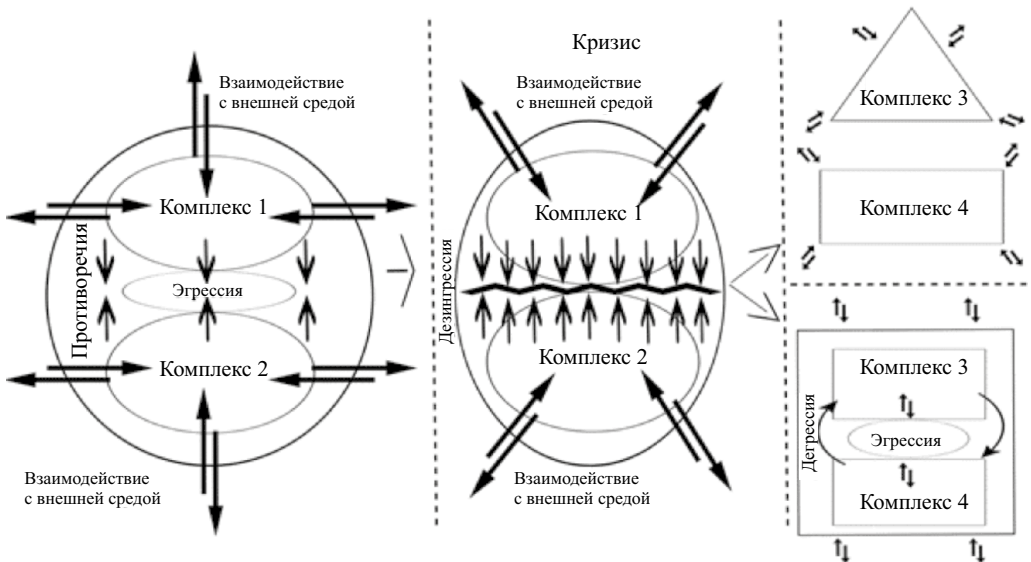 Взаимодействие
с внешней средой
Комплекс 1
Противоречия
Эгрессия
Комплекс 2
Взаимодействие
с внешней средой
Кризис
Взаимодействие
с внешней средой
Комплекс 1
Дезингрессия
Комплекс 2
Взаимодействие
с внешней средой
Комплекс 3
Комплекс 4
Комплекс 3
Дегрессия
Эгрессия
Комплекс 4